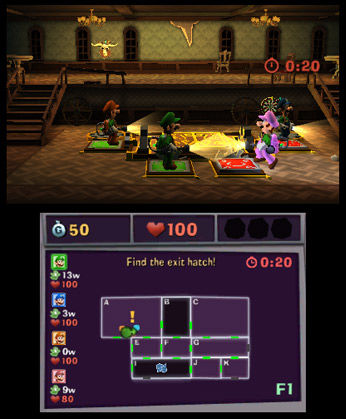 0:20
G 50
100
Find the exit hatch!
0:20
13w
100
3w
100
0w
100
9w
80
A B C
E F G
I J K
F1